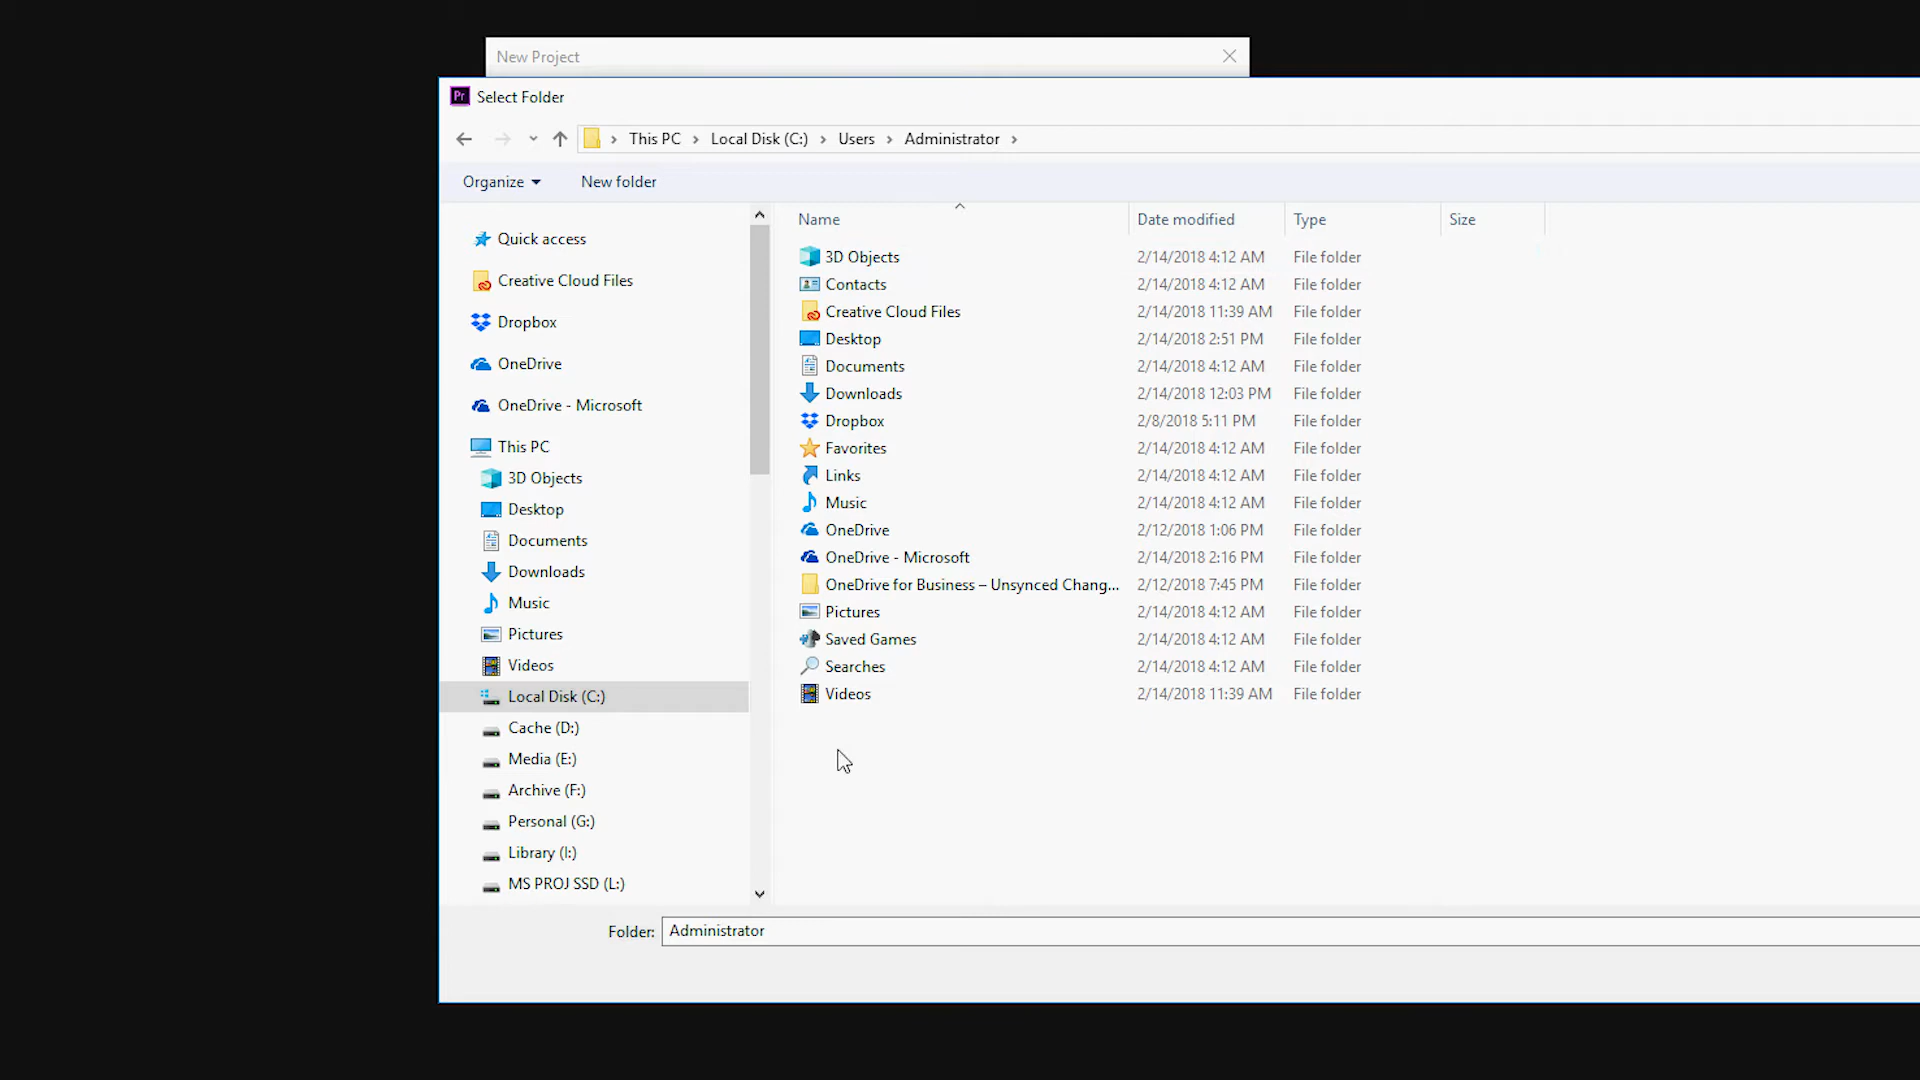 New Project
Pr Select Folder
This PC Local Disk (C:) Users Administrator
Organize New folder
Name Date modified Type Size
Quick access
Creative Cloud Files
Dropbox
OneDrive
OneDrive - Microsoft
This PC
3D Objects
Desktop
Documents
Downloads
Music
Pictures
Videos
Local Disk (C:)
Cache (D:)
Media (E:)
Archive (F:)
Personal (G:)
Library (I:)
MS PROJ SSD (L:)
3D Objects 2/14/2018 4:12 AM File folder
Contacts 2/14/2018 4:12 AM File folder
Creative Cloud Files 2/14/2018 11:39 AM File folder
Desktop 2/14/2018 2:51 PM File folder
Documents 2/14/2018 4:12 AM File folder
Downloads 2/14/2018 12:03 PM File folder
Dropbox 2/8/2018 5:11 PM File folder
Favorites 2/14/2018 4:12 AM File folder
Links 2/14/2018 4:12 AM File folder
Music 2/14/2018 4:12 AM File folder
OneDrive 2/12/2018 1:06 PM File folder
OneDrive - Microsoft 2/14/2018 2:16 PM File folder
OneDrive for Business – Unsynced Chang... 2/12/2018 7:45 PM File folder
Pictures 2/14/2018 4:12 AM File folder
Saved Games 2/14/2018 4:12 AM File folder
Searches 2/14/2018 4:12 AM File folder
Videos 2/14/2018 11:39 AM File folder
Folder: Administrator